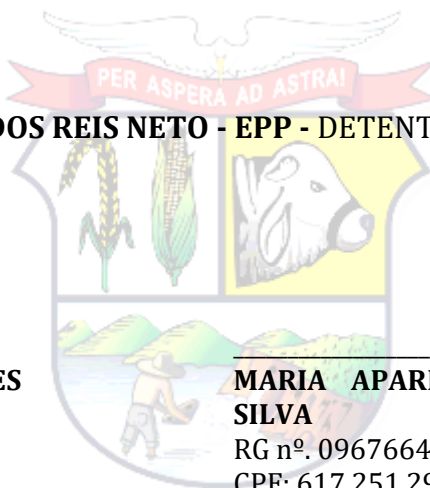 PER ASPERA AD ASTRA!
DOS REIS NETO - EPP - DETENT
ES
MARIA APARI
SILVA
RG nº. 0967664
CPF: 617.251.29